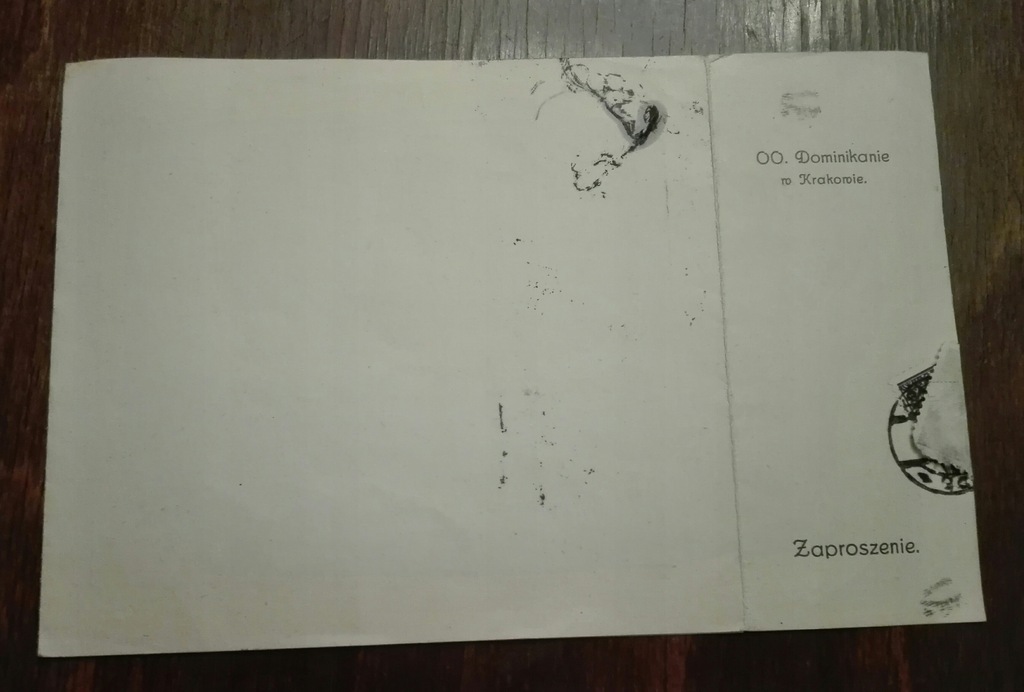 OO. Dominikanie
w Krakowie.
Zaproszenie.